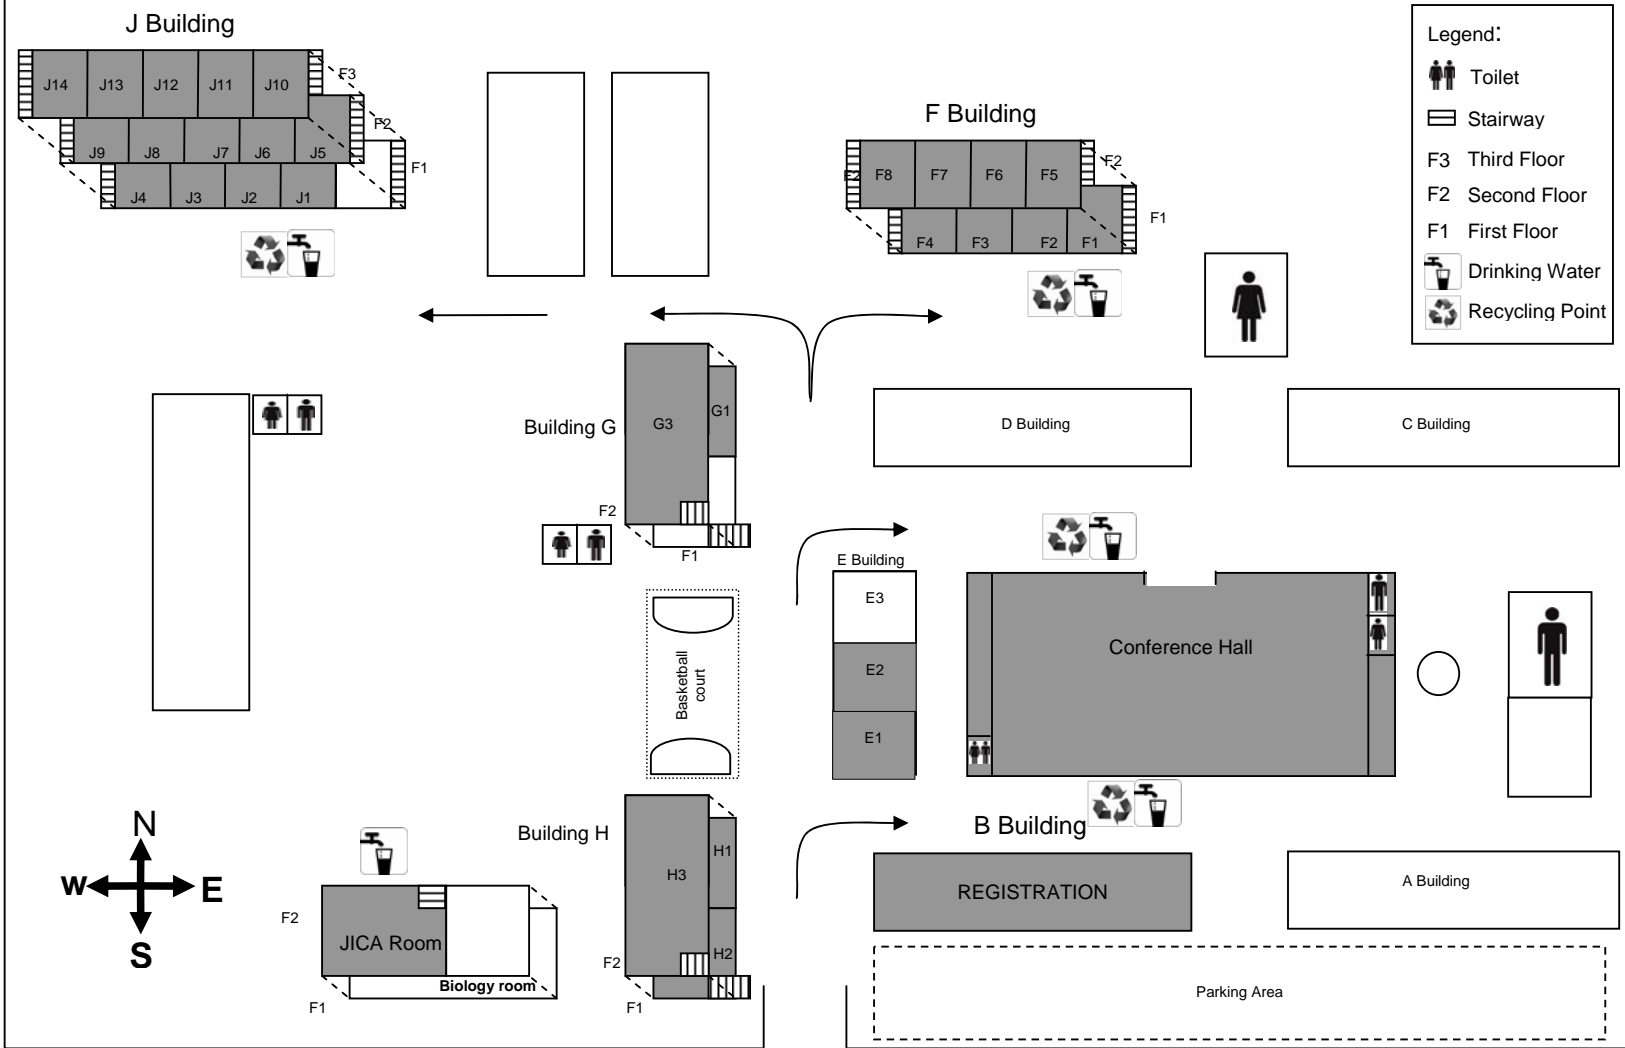 J Building
J14 J13 J12 J11 J10 F3
J9 J8 J7 J6 J5 F2
J4 J3 J2 J1 F1
F Building
F2 F8 F7 F6 F5 F2
F4 F3 F2 F1 F1
Legend:
Toilet
Stairway
F3 Third Floor
F2 Second Floor
F1 First Floor
Drinking Water
Recycling Point
Building G
G3
G1
F2
F1
D Building
C Building
E Building
E3
E2
E1
Conference Hall
Basketball
court
N
W E
S
Building H
H3
H1
H2
F2
F1
B Building
REGISTRATION
A Building
Parking Area
F2
JICA Room
Biology room
F1